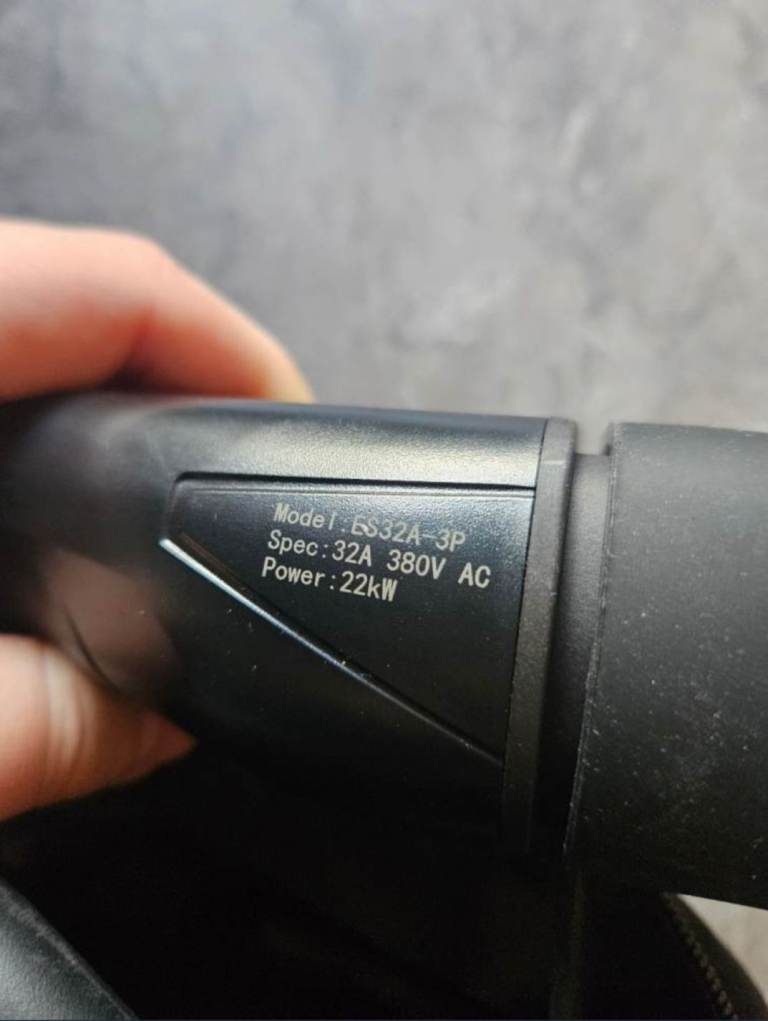 Model:ES32A-3P
Spec:32A 380V AC
Power:22kW